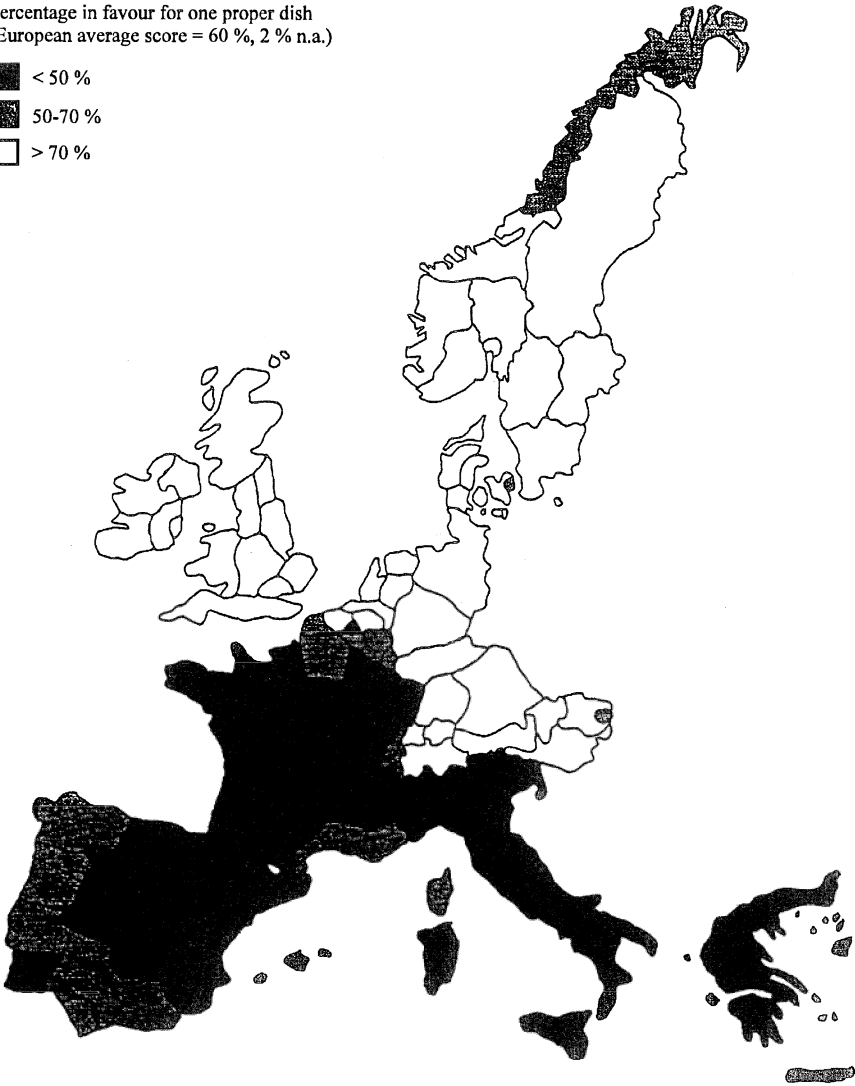 ercentage in favour for one proper dish
European average score = 60 %, 2 % n.a.)
< 50 %
50-70 %
> 70 %